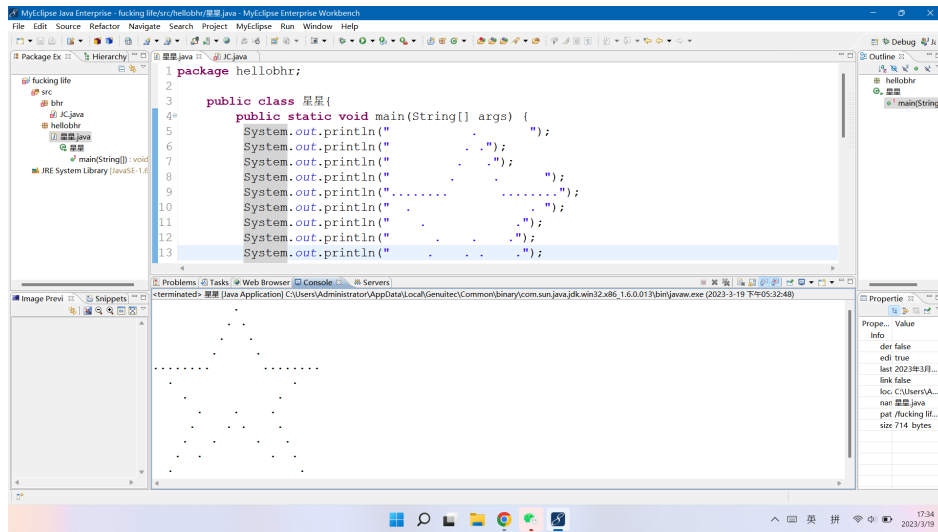 MyEclipse Java Enterprise - fucking life/src/hellobhr/星星.java - MyEclipse Enterprise Workbench
File Edit Source Refactor Navigate Search Project MyEclipse Run Window Help
Debug
Package Ex Hierarchy
fucking life
src
bhr
JC.java
hellobhr
星星.java
星星
main(String[]) : void
JRE System Library [JavaSE-1.6
星星.java JC.java
1 package hellobhr;
2
3 public class 星星{
4 public static void main(String[] args) {
5 System.out.println("           .       ");
6 System.out.println("          . .");
7 System.out.println("         .   .");
8 System.out.println("        .     .      ");
9 System.out.println("........       ........");
10 System.out.println("  .                . ");
11 System.out.println("    .             .");
12 System.out.println("      .     .    .");
13 System.out.println("     .    . .   .");
Outline
hellobhr
星星
main(String
Image Previ Snippets
Problems Tasks Web Browser Console Servers
<terminated> 星星 [Java Application] C:\Users\Administrator\AppData\Local\Genuitec\Common\binary\com.sun.java.jdk.win32.x86_1.6.0.013\bin\javaw.exe (2023-3-19 下午05:32:48)
           .
          . .
         .   .
        .     .
........       ........
  .                .
    .             .
      .    .    .
     .    . .   .
    .   .     .   .
   .  .         .  .
  .                 .
Propertie
Prope... Value
Info
der false
edi true
last 2023年3月...
link false
loc: C:\Users\A...
nan 星星.java
pat /fucking lif...
size 714 bytes
英 拼
17:34
2023/3/19